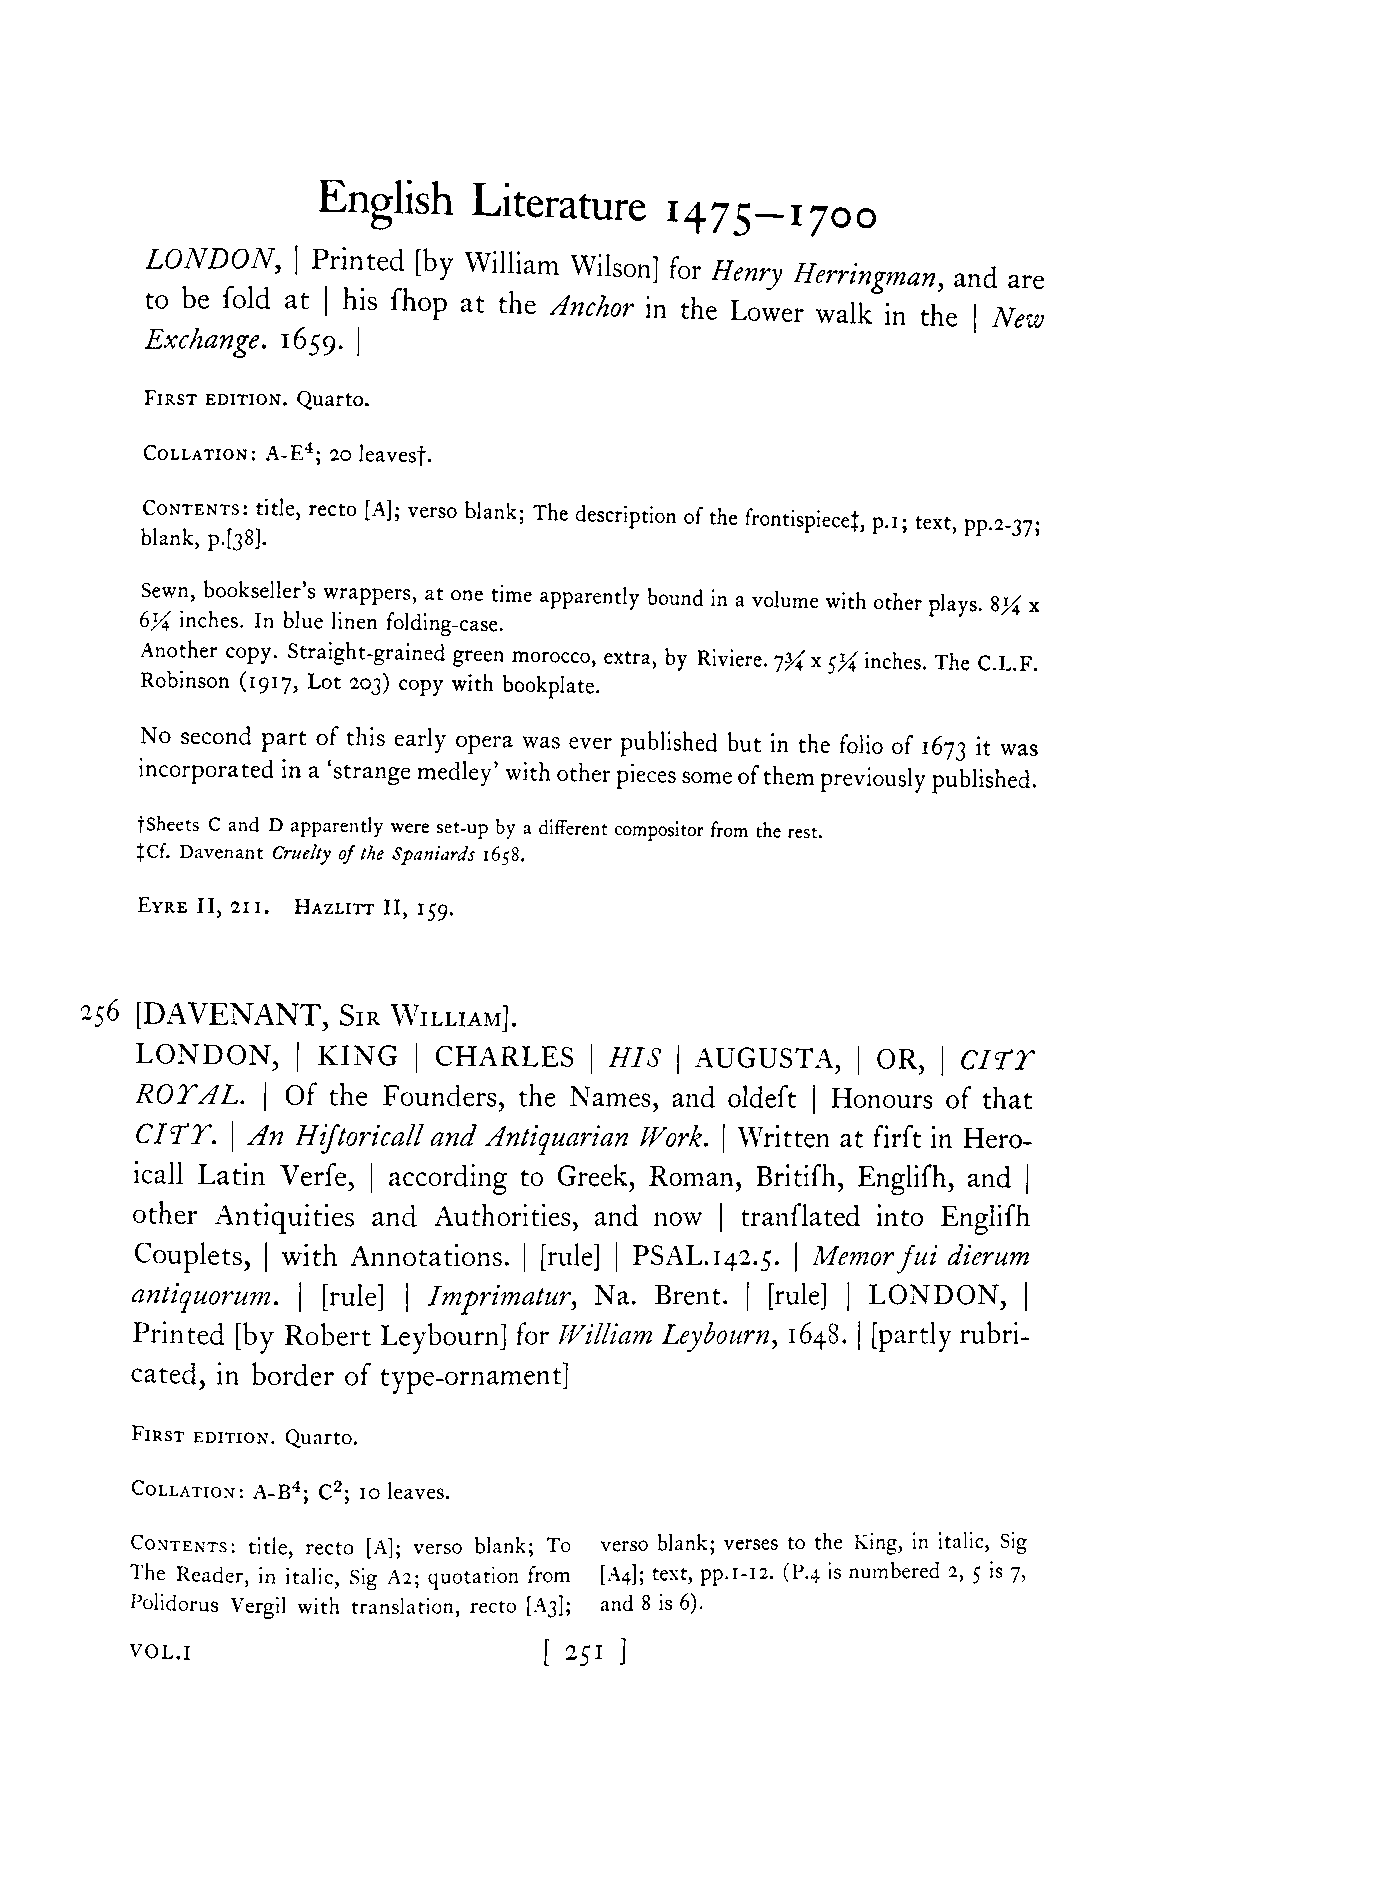 English Literature 1475–1700
LONDON, | Printed [by William Wilson] for Henry Herringman, and are
to be ſold at | his ſhop at the Anchor in the Lower walk in the | New
Exchange. 1659. |
FIRST EDITION. Quarto.
COLLATION: A-E⁴; 20 leaves†.
CONTENTS: title, recto [A]; verso blank; The description of the frontispiece‡, p.1; text, pp.2-37;
blank, p.[38].
Sewn, bookseller's wrappers, at one time apparently bound in a volume with other plays. 8¼ x
6¼ inches. In blue linen folding-case.
Another copy. Straight-grained green morocco, extra, by Riviere. 7¾ x 5¼ inches. The C.L.F.
Robinson (1917, Lot 203) copy with bookplate.
No second part of this early opera was ever published but in the folio of 1673 it was
incorporated in a 'strange medley' with other pieces some of them previously published.
†Sheets C and D apparently were set-up by a different compositor from the rest.
‡Cf. Davenant Cruelty of the Spaniards 1658.
EYRE II, 211. HAZLITT II, 159.
256 [DAVENANT, SIR WILLIAM].
LONDON, | KING | CHARLES | HIS | AUGUSTA, | OR, | CITY
ROYAL. | Of the Founders, the Names, and oldeſt | Honours of that
CITY. | An Hiſtoricall and Antiquarian Work. | Written at firſt in Hero-
icall Latin Verſe, | according to Greek, Roman, Britiſh, Engliſh, and |
other Antiquities and Authorities, and now | tranſlated into Engliſh
Couplets, | with Annotations. | [rule] | PSAL.142.5. | Memor fui dierum
antiquorum. | [rule] | Imprimatur, Na. Brent. | [rule] | LONDON, |
Printed [by Robert Leybourn] for William Leybourn, 1648. | [partly rubri-
cated, in border of type-ornament]
FIRST EDITION. Quarto.
COLLATION: A-B⁴; C²; 10 leaves.
CONTENTS: title, recto [A]; verso blank; To
The Reader, in italic, Sig A2; quotation from
Polidorus Vergil with translation, recto [A3];
verso blank; verses to the King, in italic, Sig
[A4]; text, pp.1-12. (P.4 is numbered 2, 5 is 7,
and 8 is 6).
VOL.I [ 251 ]